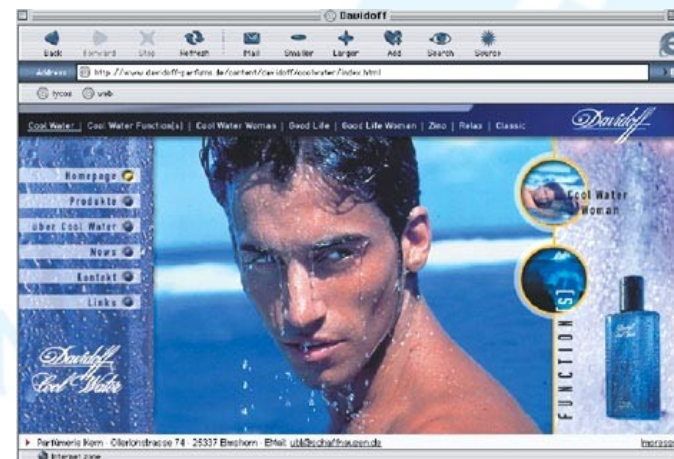 Davidoff
Back Forward Stop Refresh Mail Smaller Larger Add Search Source
Address http://www.davidoff-parfums.de/content/davidoff/coolwater/index.html
lycos web
Cool Water | Cool Water Function(s) | Cool Water Woman | Good Life | Good Life Woman | Zino | Relax | Classic
Davidoff
Homepage
Produkte
über Cool Water
News
Kontakt
Links
Davidoff
Cool Water
Cool Water
Woman
FUNCTION[S]
Davidoff
Parfümerie Kern - Ollerlonstrasse 74 - 25337 Elmshorn - EMail: ubl@schaffhausen.de
Internet zone